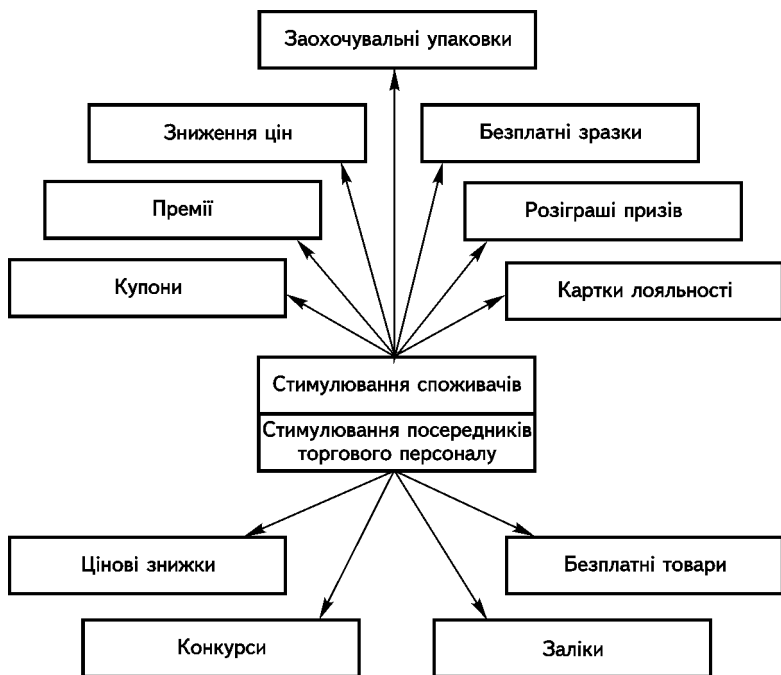 Заохочувальні упаковки
Зниження цін
Безплатні зразки
Премії
Розіграші призів
Купони
Картки лояльності
Стимулювання споживачів
Стимулювання посередників
торгового персоналу
Цінові знижки
Безплатні товари
Конкурси
Заліки